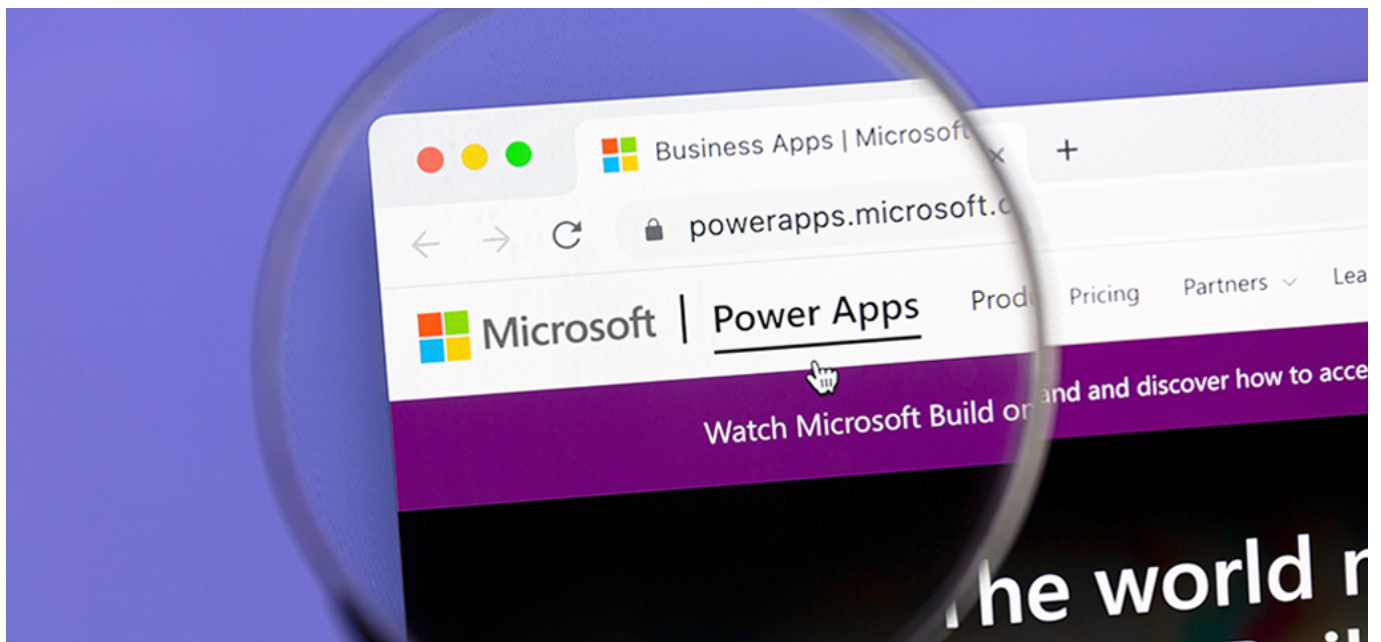 Business Apps | Microsoft
powerapps.microsoft.c
Microsoft | Power Apps Produ Pricing Partners Lea
Watch Microsoft Build on and and discover how to acce
he world